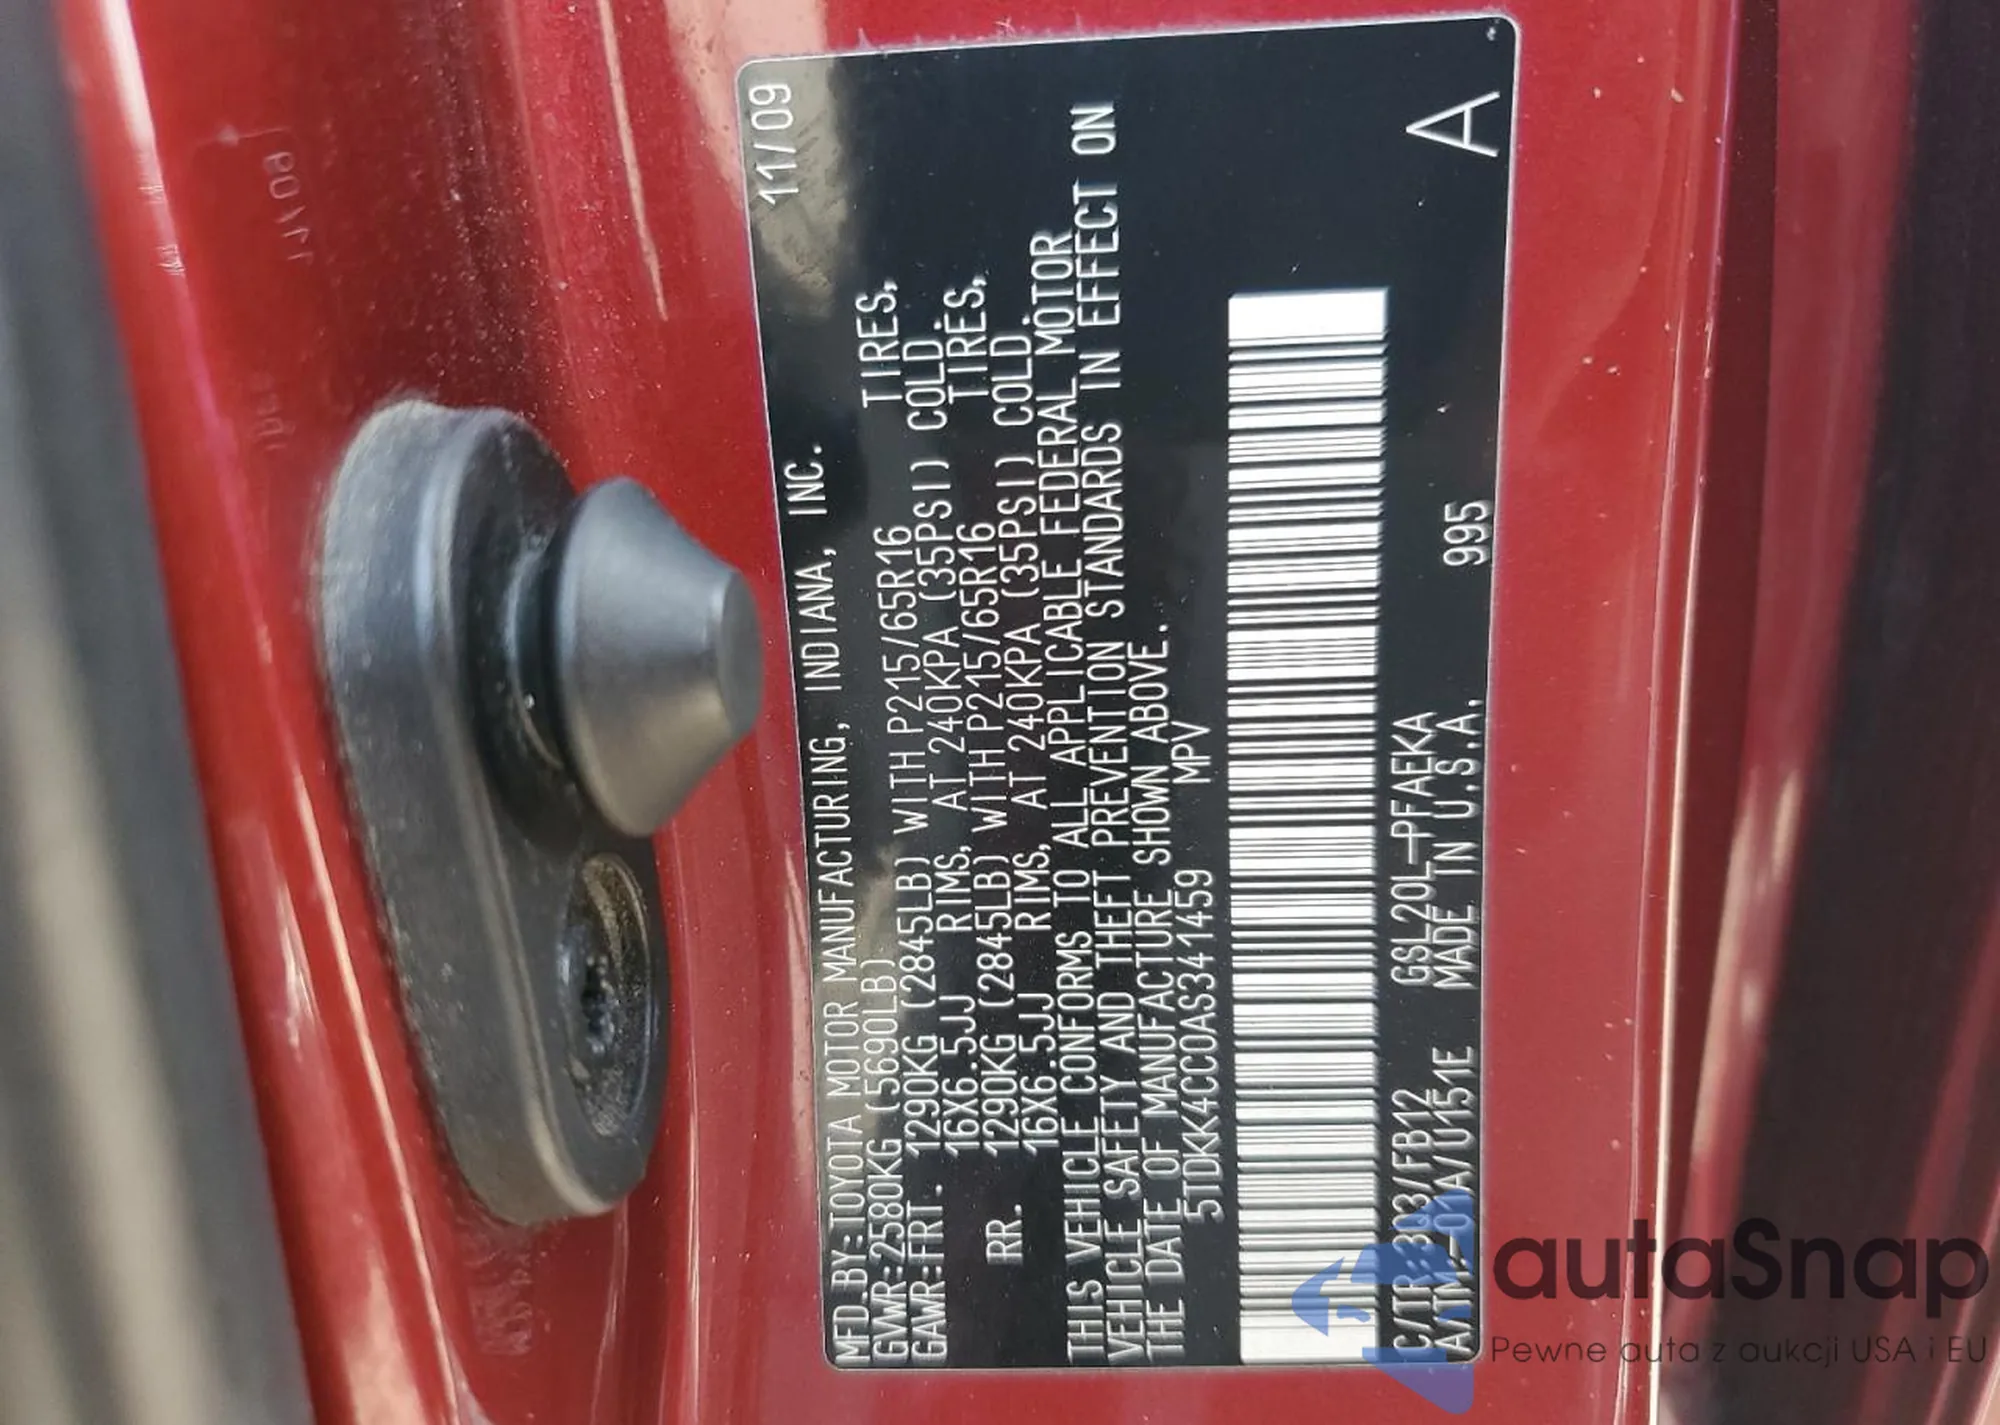 11/09
MFD.BY:TOYOTA MOTOR MANUFACTURING, INDIANA, INC.
GVWR:2580KG (5690LB)
GAWR:FRT. 1290KG (2845LB) WITH P215/65R16 TIRES,
16X6.5JJ RIMS, AT 240KPA (35PSI) COLD.
RR. 1290KG (2845LB) WITH P215/65R16 TIRES,
16X6.5JJ RIMS, AT 240KPA (35PSI) COLD.
THIS VEHICLE CONFORMS TO ALL APPLICABLE FEDERAL MOTOR
VEHICLE SAFETY AND THEFT PREVENTION STANDARDS IN EFFECT ON
THE DATE OF MANUFACTURE SHOWN ABOVE.
5TDKK4CC0AS341459 MPV
C/TR:3Q3/FB12 GSL20L-PFAEKA
A/TM:-01A/U151E MADE IN U.S.A. 995
A
autaSnap
Pewne auta z aukcji USA i EU